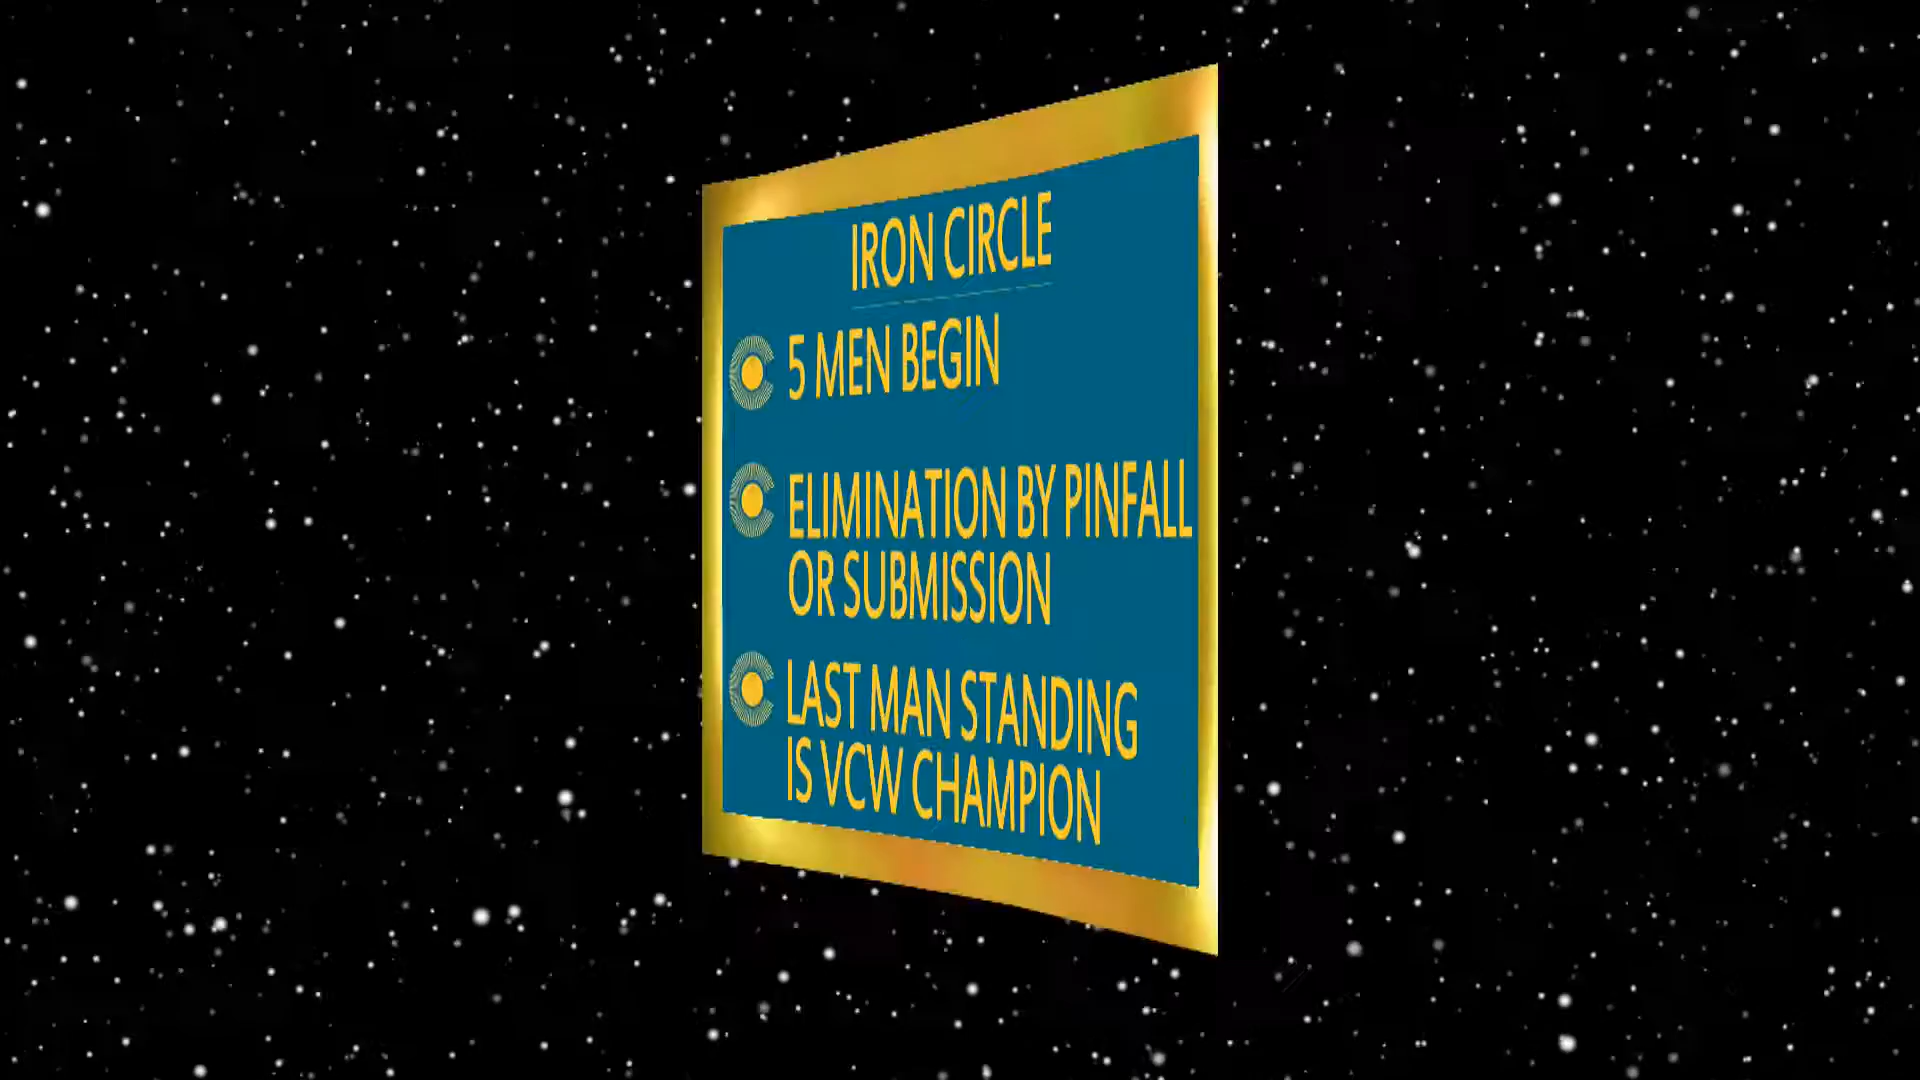 IRON CIRCLE
5 MEN BEGIN
ELIMINATION BY PINFALL
OR SUBMISSION
LAST MAN STANDING
IS VCW CHAMPION